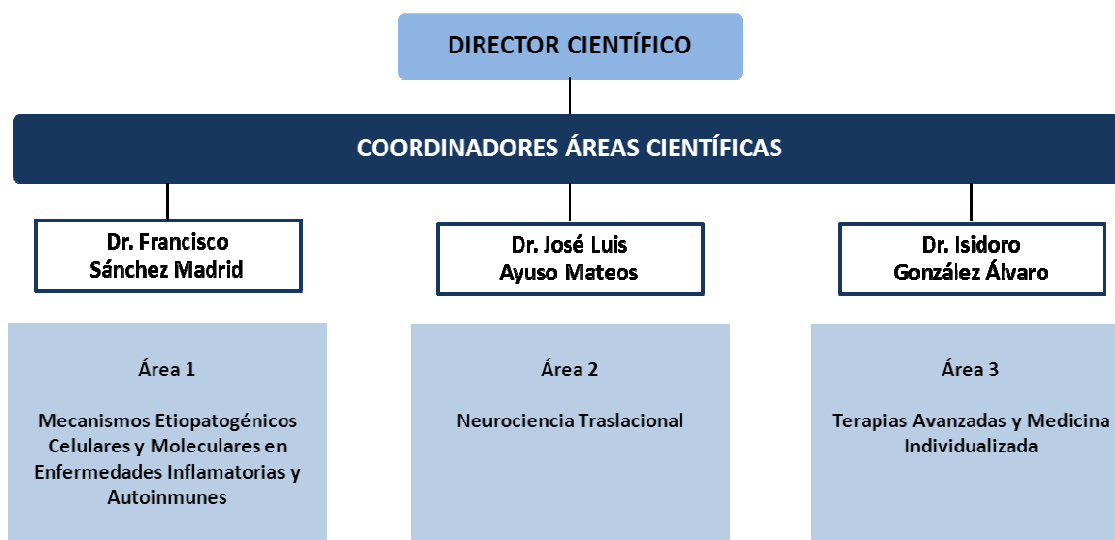 DIRECTOR CIENTÍFICO
COORDINADORES ÁREAS CIENTÍFICAS
Dr. Francisco
Sánchez Madrid
Dr. José Luis
Ayuso Mateos
Dr. Isidoro
González Álvaro
Área 1
Mecanismos Etiopatogénicos
Celulares y Moleculares en
Enfermedades Inflamatorias y
Autoinmunes
Área 2
Neurociencia Traslacional
Área 3
Terapias Avanzadas y Medicina
Individualizada